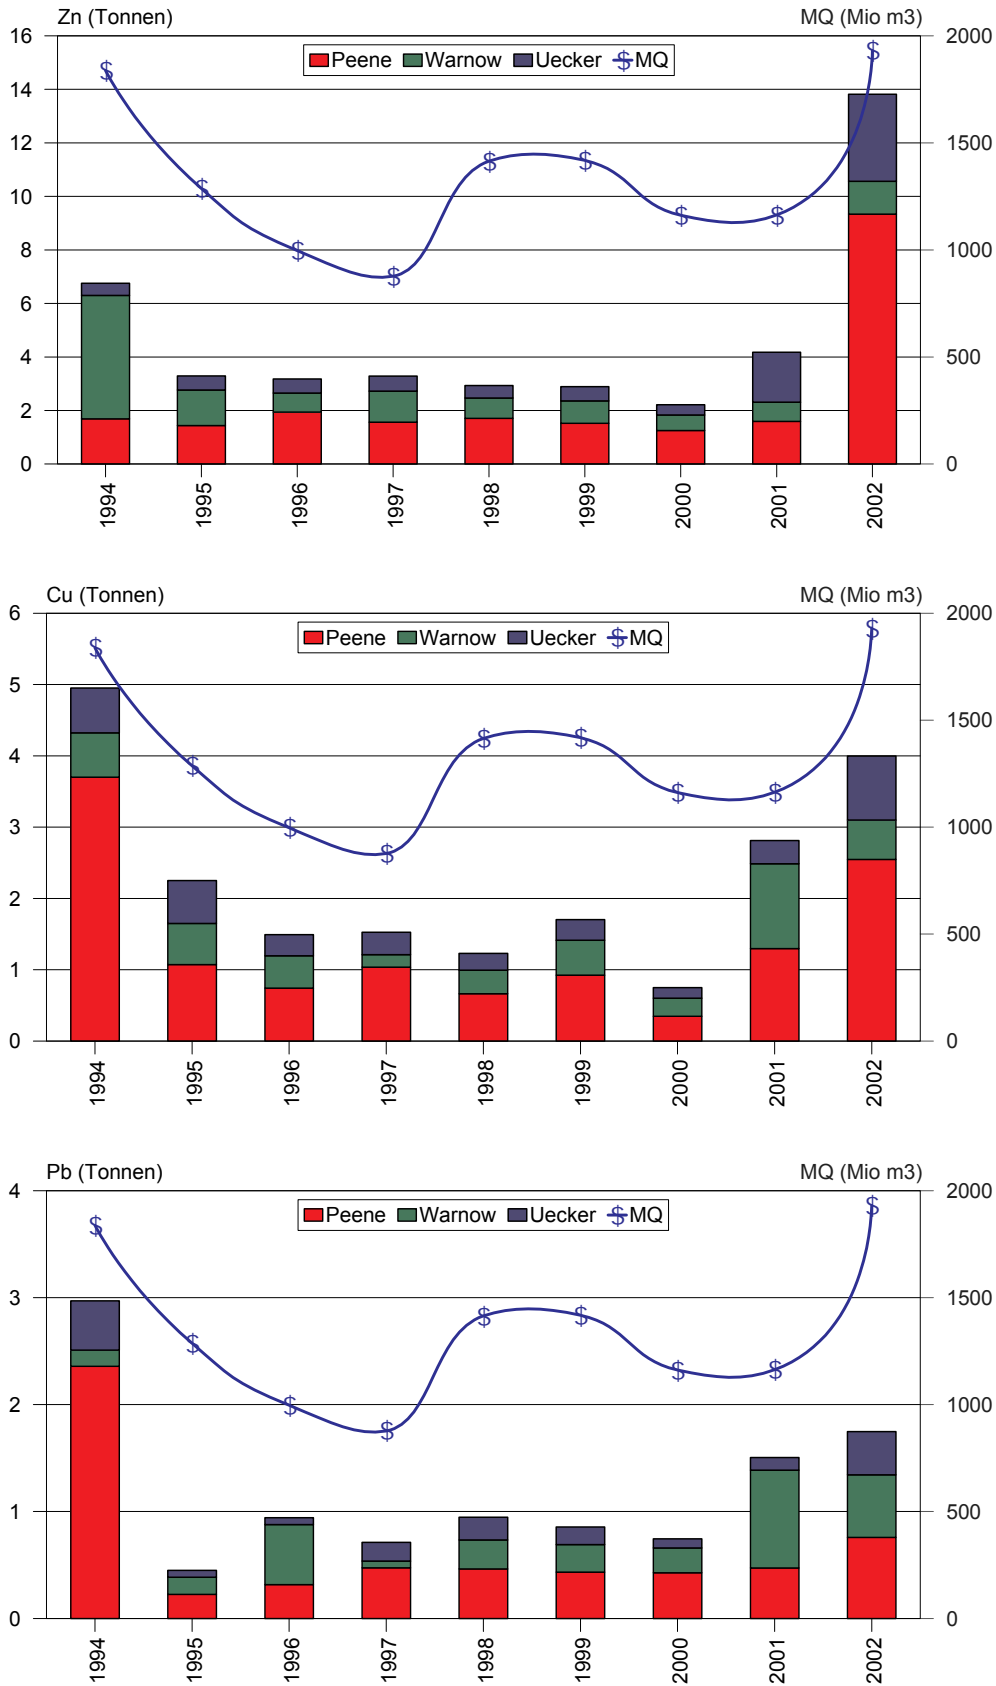 Zn (Tonnen) MQ (Mio m3)
Peene Warnow Uecker $ MQ
16 2000
14
12 1500
10
8 1000
6
4 500
2
0 0
1994 1995 1996 1997 1998 1999 2000 2001 2002
Cu (Tonnen) MQ (Mio m3)
Peene Warnow Uecker $ MQ
6 2000
5
1500
4
3 1000
2
500
1
0 0
1994 1995 1996 1997 1998 1999 2000 2001 2002
Pb (Tonnen) MQ (Mio m3)
Peene Warnow Uecker $ MQ
4 2000
3 1500
2 1000
1 500
0 0
1994 1995 1996 1997 1998 1999 2000 2001 2002